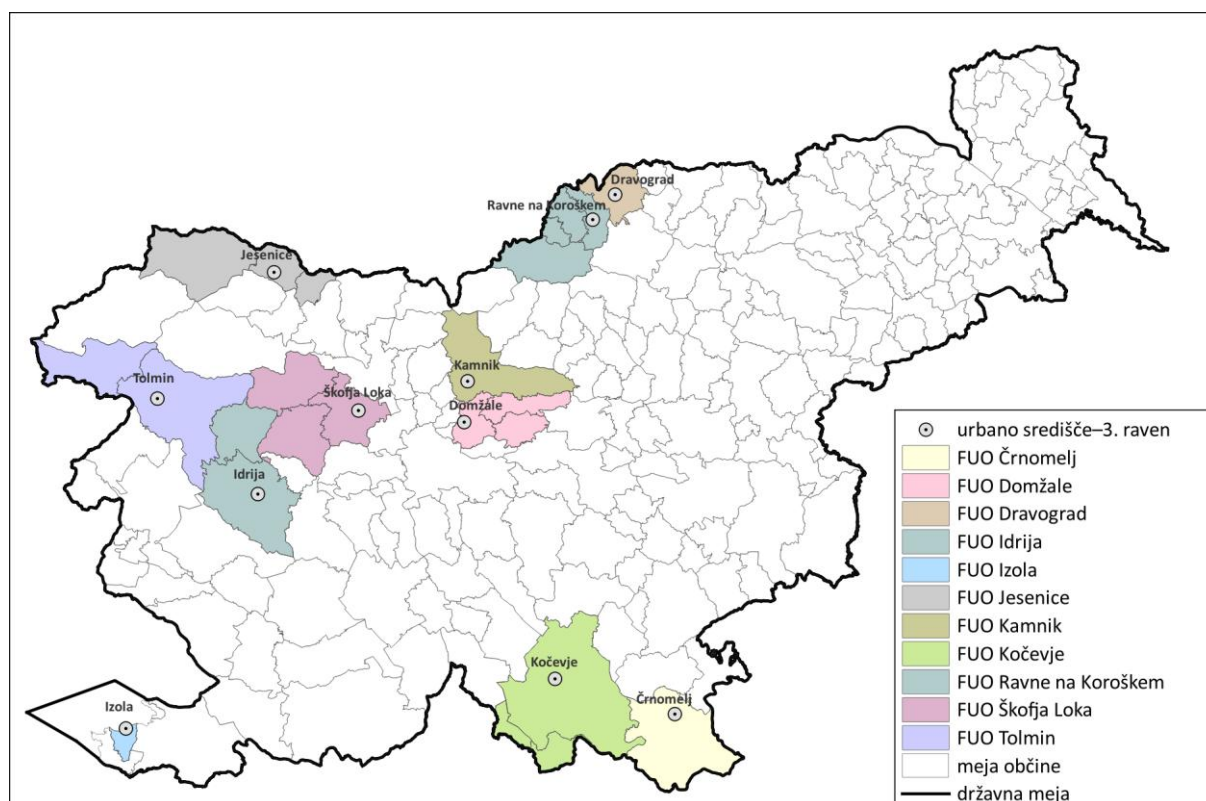 Dravograd
Ravne na Koroškem
Jesenice
Kamnik
Tolmin
Škofja Loka
Domžale
Idrija
Kočevje
Črnomelj
Izola
urbano središče–3. raven
FUO Črnomelj
FUO Domžale
FUO Dravograd
FUO Idrija
FUO Izola
FUO Jesenice
FUO Kamnik
FUO Kočevje
FUO Ravne na Koroškem
FUO Škofja Loka
FUO Tolmin
meja občine
državna meja